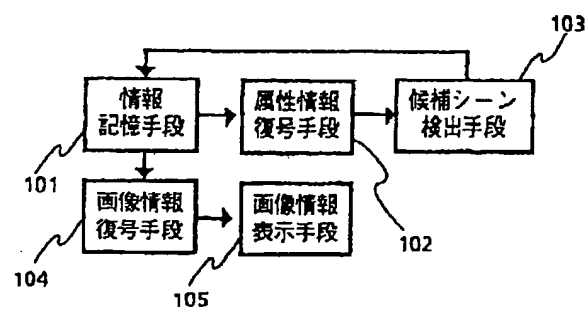 103
情報
記憶手段
属性情報
復号手段
候補シーン
検出手段
101
画像情報
復号手段
画像情報
表示手段
102
104
105